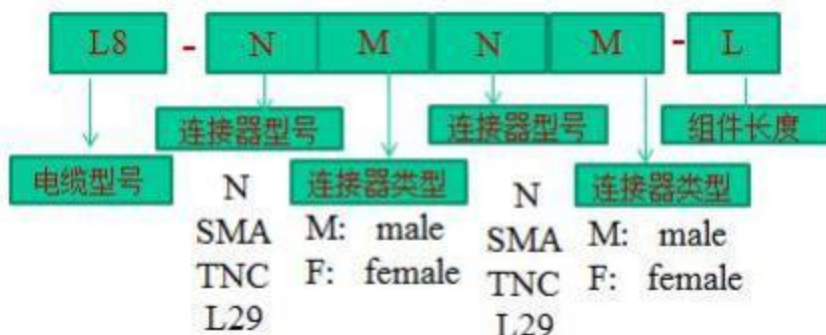 L8 - N M N M - L
连接器型号 连接器型号 组件长度
电缆型号 连接器类型 连接器类型
N N
SMA M: male SMA M: male
TNC F: female TNC F: female
L29 L29